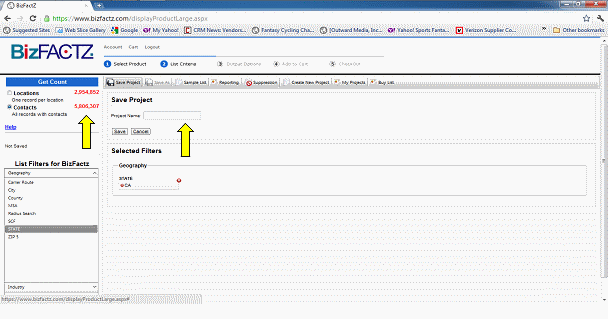 BizFactZ
https://www.bizfactz.com/displayProductLarge.aspx
Suggested Sites Web Slice Gallery My Yahoo! Fantasy Cycling Cha... CRM News: Vendors... [Outward Media, Inc... Yahoo! Sports Fantas... Verizon Supplier Co... Other bookmarks
BizFACTZ
Account Cart Logout
1 Select Product 2 List Criteria 3 Output Options 4 Add to Cart 5 Checkout
Get Count
Save Project Save As Sample List Reporting Suppression Create New Project My Projects Buy List
Locations 2,954,852
One record per location
Contacts 5,806,307
All records with contacts
Help
Not Saved
Save Project
Project Name
Save Cancel
Selected Filters
Geography
STATE
CA
List Filters for BizFactz
Geography
Carrier Route
City
County
MSA
Radius Search
SCF
STATE
ZIP 5
Industry
https://www.bizfactz.com/displayProductLarge.aspx#